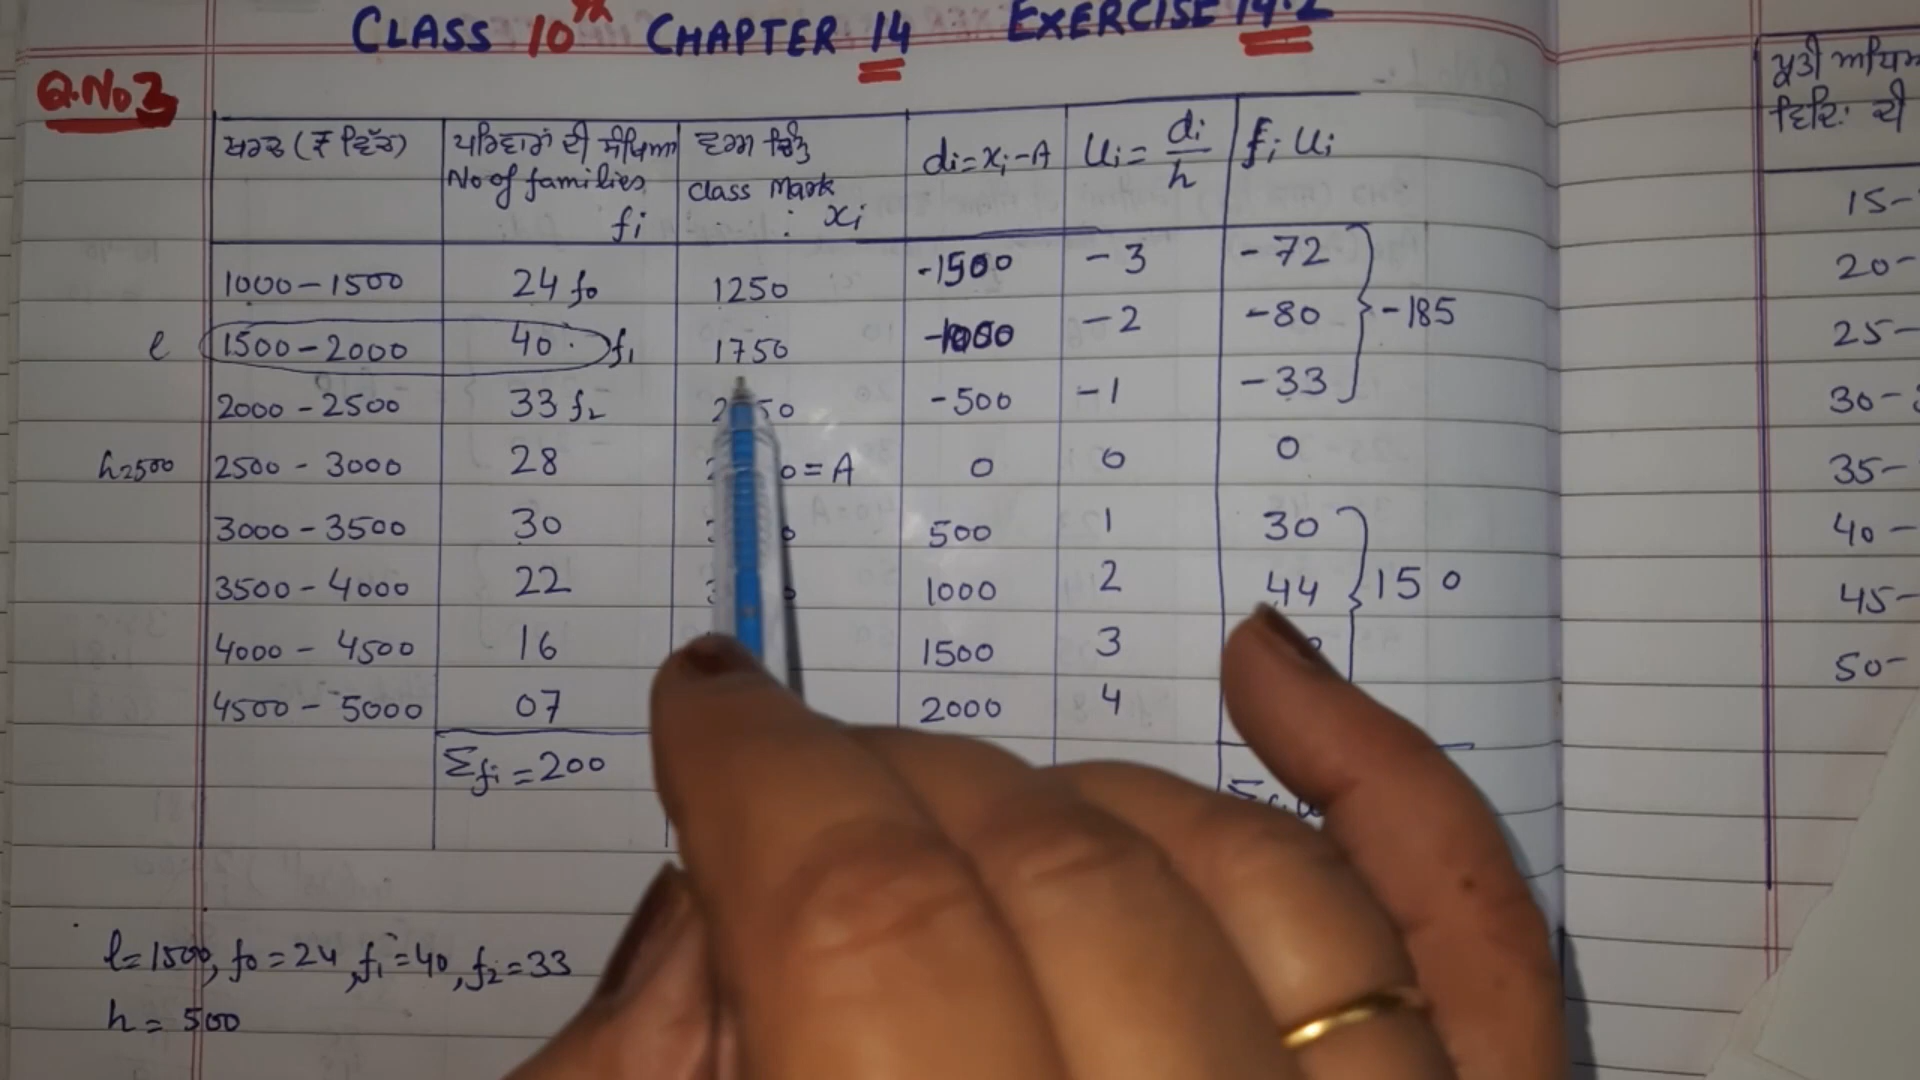 CLASS 10TH CHAPTER 14 EXERCISE 14.2
Q.No 3
ਖਰਚ (₹ ਵਿੱਚ) ਪਰਿਵਾਰਾਂ ਦੀ ਸੰਖਿਆ No of families fi ਵਰਗ ਚਿੰਨ੍ਹ Class Mark xi di=xi-A Ui = di/h fi Ui
1000-1500 24 f0 1250 -1500 -3 -72
l 1500-2000 40 f1 1750 -1000 -2 -80 -185
2000-2500 33 f2 -500 -1 -33
h=500 2500-3000 28 =A 0 0 0
3000-3500 30 500 1 30
3500-4000 22 1000 2 44 150
4000-4500 16 1500 3
4500-5000 07 2000 4
Σfi=200
l=1500, f0=24, f1=40, f2=33
h=500
15-
20-
25-
30-
35-
40-
45-
50-